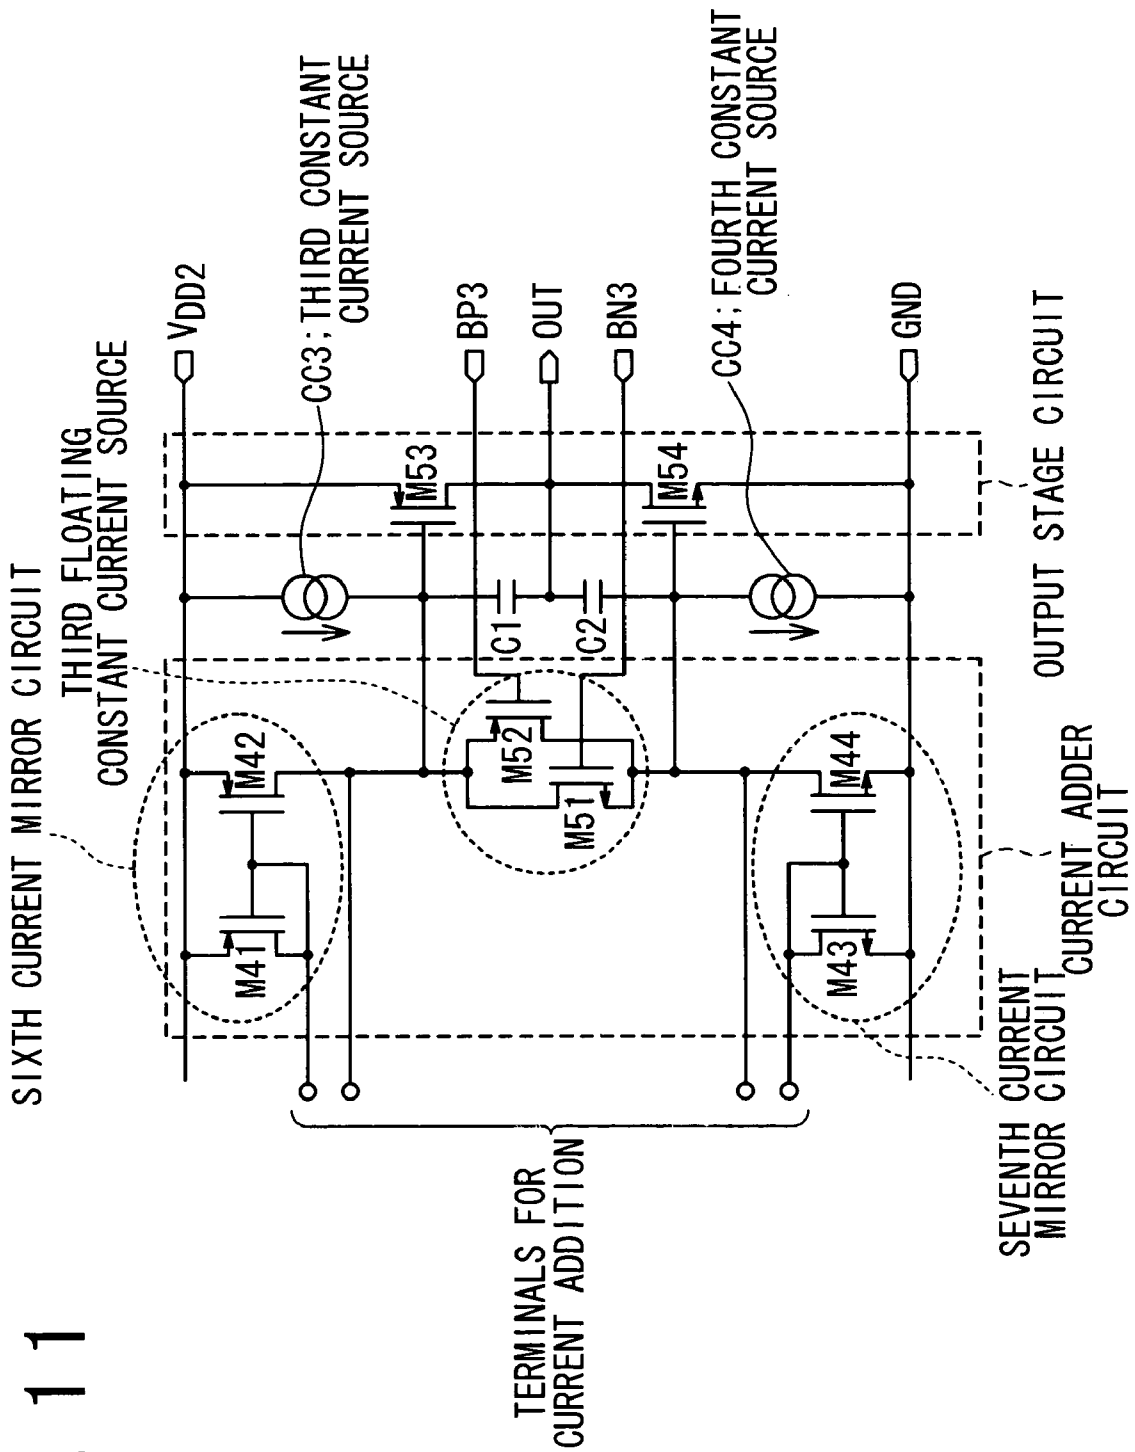 11
SIXTH CURRENT MIRROR CIRCUIT
THIRD FLOATING
CONSTANT CURRENT SOURCE
VDD2
CC3;THIRD CONSTANT
CURRENT SOURCE
M41
M42
M53
BP3
C1
M52
OUT
TERMINALS FOR
CURRENT ADDITION
M51
C2
BN3
M54
CC4;FOURTH CONSTANT
CURRENT SOURCE
M43
M44
GND
SEVENTH CURRENT
MIRROR CIRCUIT
CURRENT ADDER
CIRCUIT
OUTPUT STAGE CIRCUIT